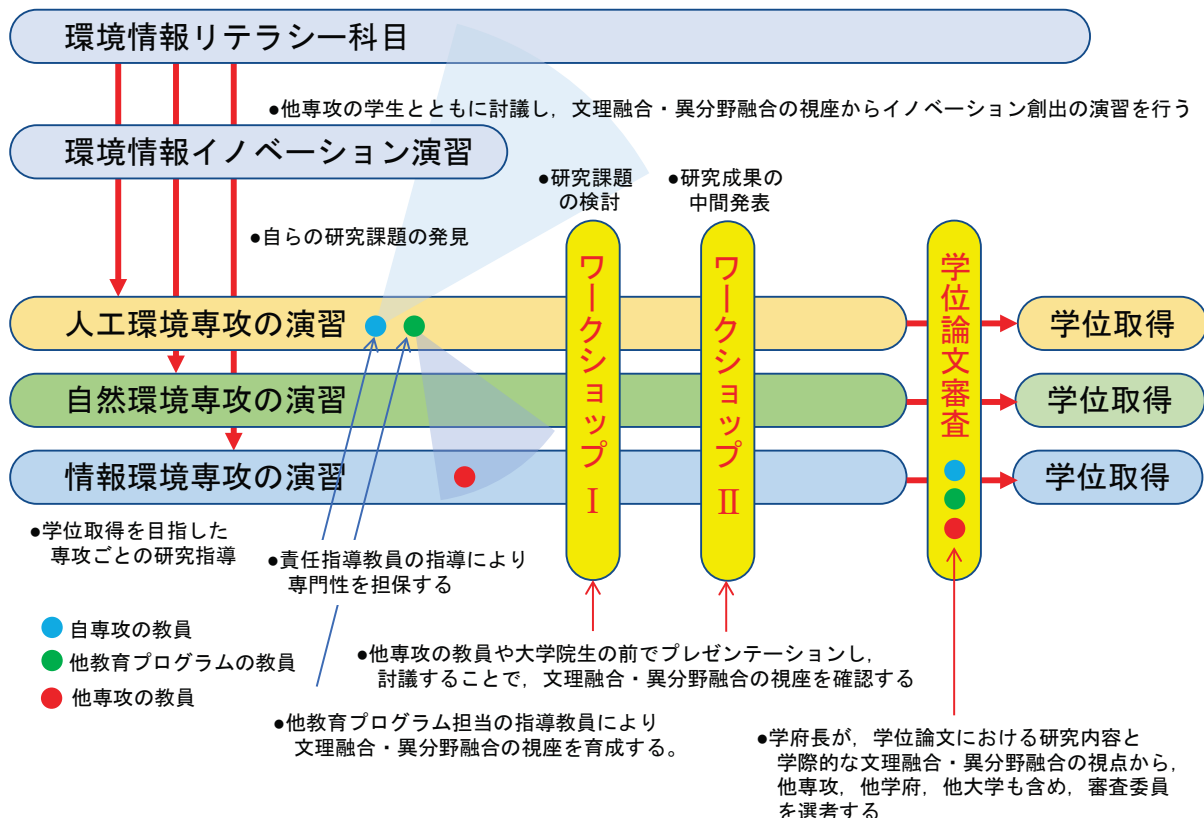 環境情報リテラシー科目
●他専攻の学生とともに討議し，文理融合・異分野融合の視座からイノベーション創出の演習を行う
環境情報イノベーション演習
●研究課題
の検討
●研究成果の
中間発表
●自らの研究課題の発見
ワークショップ Ⅰ
ワークショップ Ⅱ
学位論文審査
人工環境専攻の演習
学位取得
自然環境専攻の演習
学位取得
情報環境専攻の演習
学位取得
●学位取得を目指した
専攻ごとの研究指導
●責任指導教員の指導により
専門性を担保する
自専攻の教員
他教育プログラムの教員
他専攻の教員
●他専攻の教員や大学院生の前でプレゼンテーションし，
討議することで，文理融合・異分野融合の視座を確認する
●他教育プログラム担当の指導教員により
文理融合・異分野融合の視座を育成する。
●学府長が，学位論文における研究内容と
学際的な文理融合・異分野融合の視点から，
他専攻，他学府，他大学も含め，審査委員
を選考する